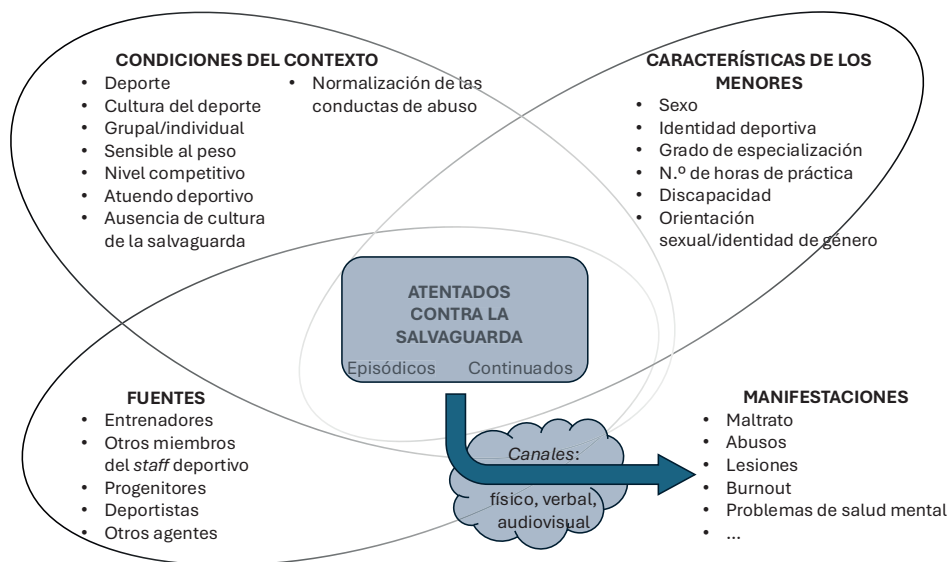 CONDICIONES DEL CONTEXTO
• Deporte
• Cultura del deporte
• Grupal/individual
• Sensible al peso
• Nivel competitivo
• Atuendo deportivo
• Ausencia de cultura
de la salvaguarda
• Normalización de las
conductas de abuso
CARACTERÍSTICAS DE LOS
MENORES
• Sexo
• Identidad deportiva
• Grado de especialización
• N.º de horas de práctica
• Discapacidad
• Orientación
sexual/identidad de género
ATENTADOS
CONTRA LA
SALVAGUARDA
Episódicos Continuados
FUENTES
• Entrenadores
• Otros miembros
del staff deportivo
• Progenitores
• Deportistas
• Otros agentes
Canales:
físico, verbal,
audiovisual
MANIFESTACIONES
• Maltrato
• Abusos
• Lesiones
• Burnout
• Problemas de salud mental
• ...